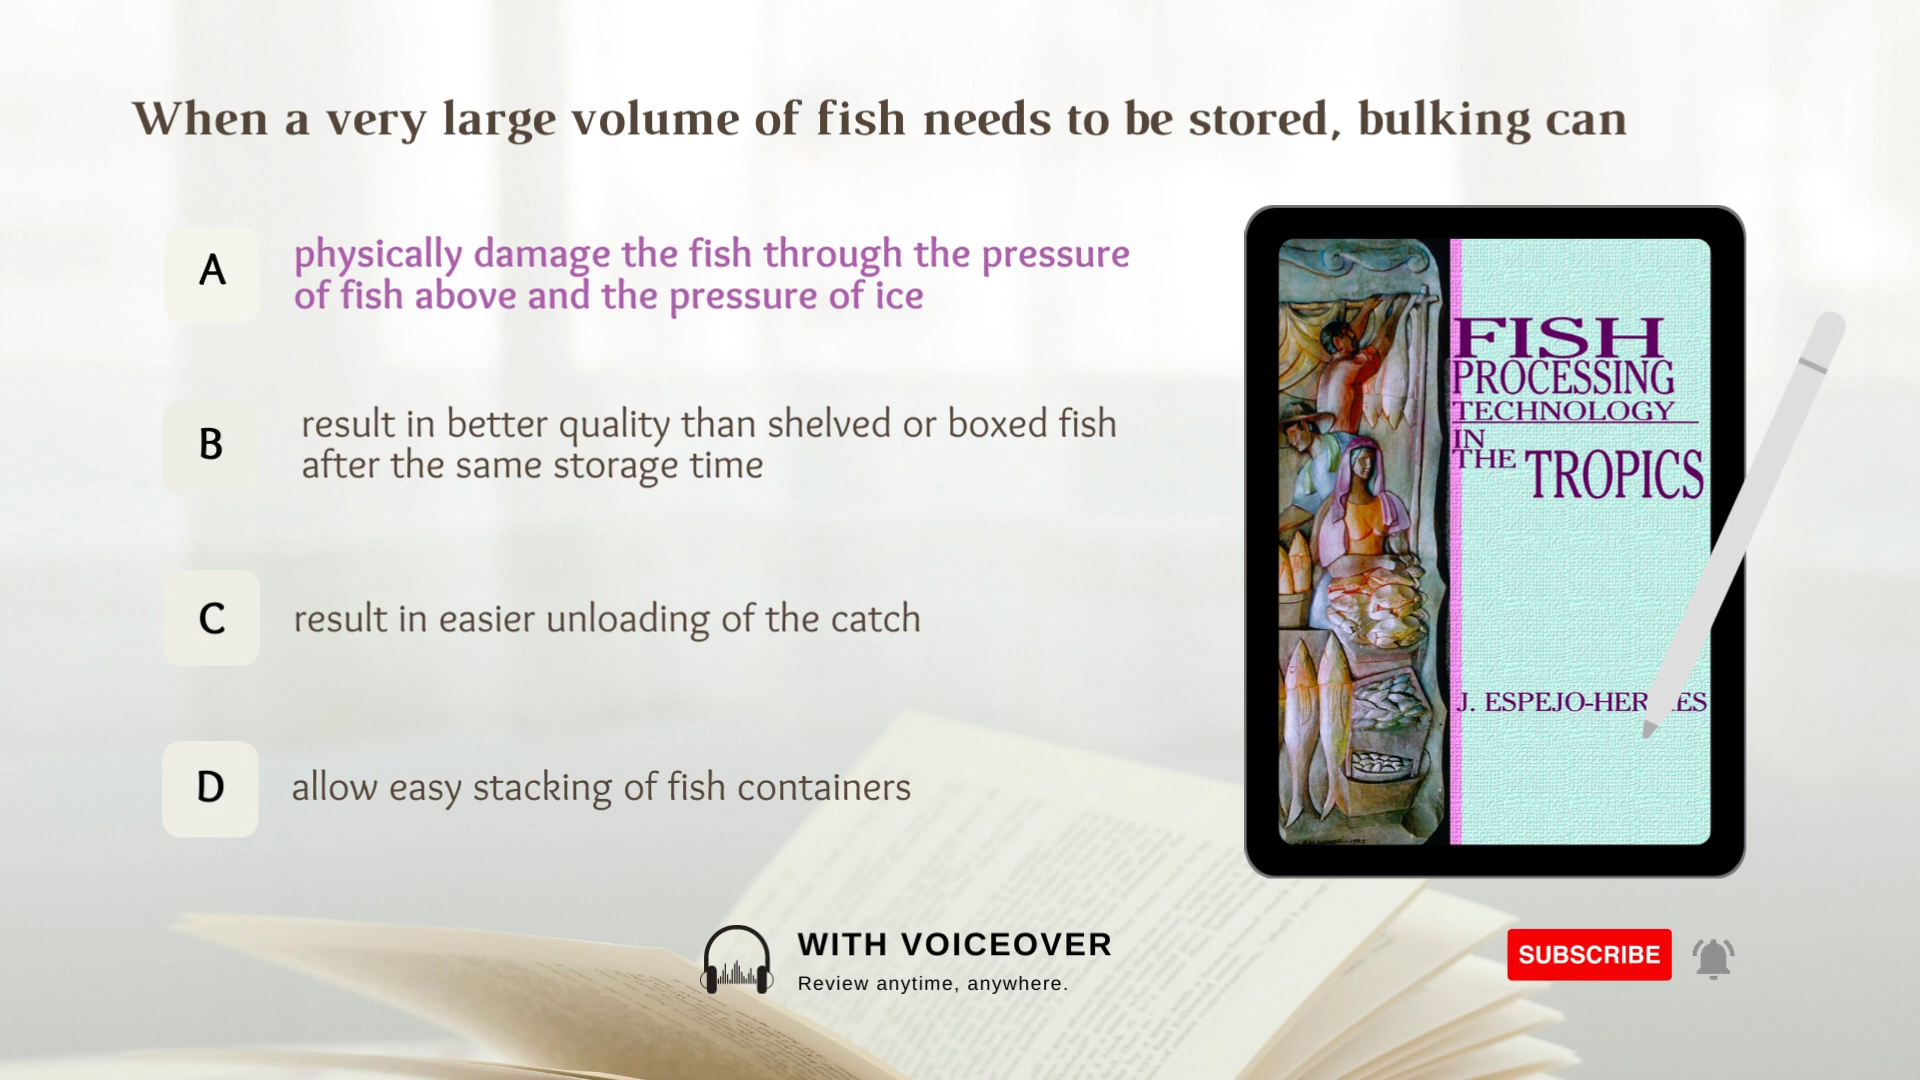 When a very large volume of fish needs to be stored, bulking can
A
physically damage the fish through the pressure
of fish above and the pressure of ice
B
result in better quality than shelved or boxed fish
after the same storage time
C
result in easier unloading of the catch
D
allow easy stacking of fish containers
FISH
PROCESSING
TECHNOLOGY
IN
THE TROPICS
J.
WITH VOICEOVER
Review anytime, anywhere.
SUBSCRIBE